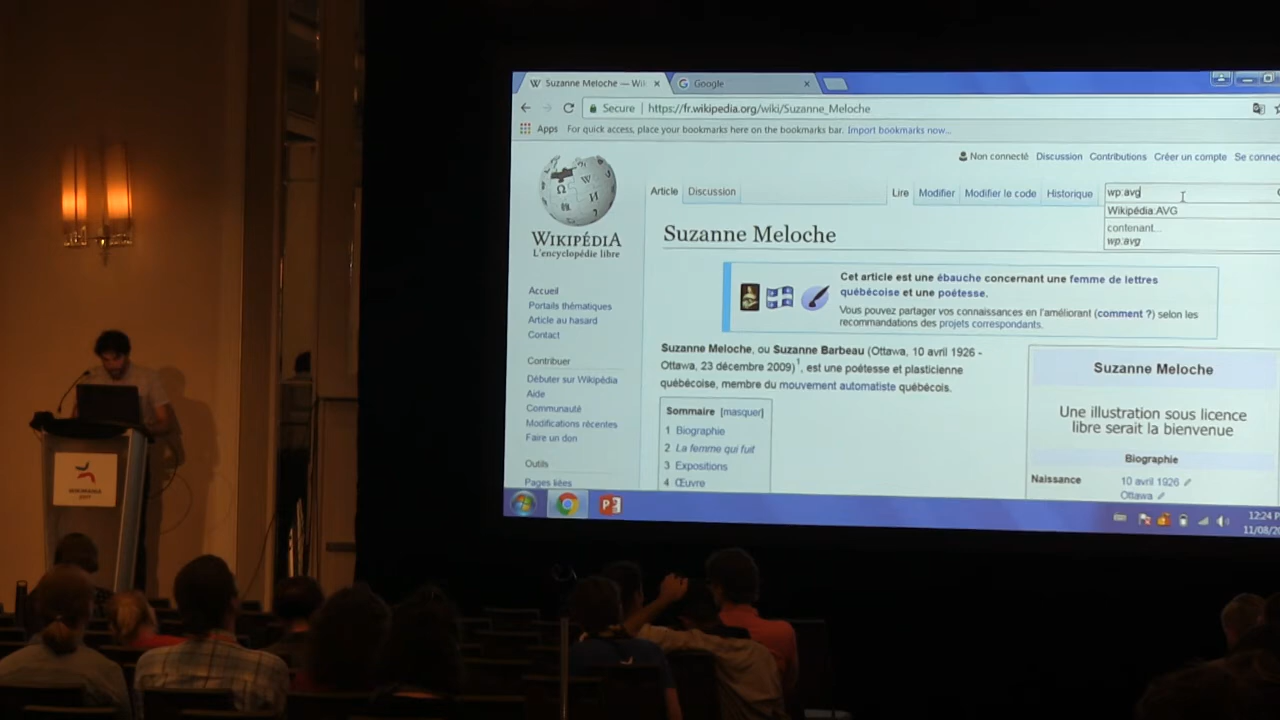 Suzanne Meloche — Wi
Google
Secure https://fr.wikipedia.org/wiki/Suzanne_Meloche
Apps For quick access, place your bookmarks here on the bookmarks bar. Import bookmarks now...
Non connecté Discussion Contributions Créer un compte Se conne
Article Discussion Lire Modifier Modifier le code Historique wp:avg
Wikipédia:AVG
contenant...
wp:avg
WIKIPÉDIA
L'encyclopédie libre
Accueil
Portails thématiques
Article au hasard
Contact
Contribuer
Débuter sur Wikipédia
Aide
Communauté
Modifications récentes
Faire un don
Outils
Pages liées
Suzanne Meloche
Cet article est une ébauche concernant une femme de lettres
québécoise et une poétesse.
Vous pouvez partager vos connaissances en l'améliorant (comment ?) selon les
recommandations des projets correspondants.
Suzanne Meloche, ou Suzanne Barbeau (Ottawa, 10 avril 1926 -
Ottawa, 23 décembre 2009)1, est une poétesse et plasticienne
québécoise, membre du mouvement automatiste québécois.
Sommaire [masquer]
1 Biographie
2 La femme qui fuit
3 Expositions
4 Œuvre
Suzanne Meloche
Une illustration sous licence
libre serait la bienvenue
Biographie
Naissance 10 avril 1926
Ottawa
12:24 P
11/08/20
WIKIMANIA
2017